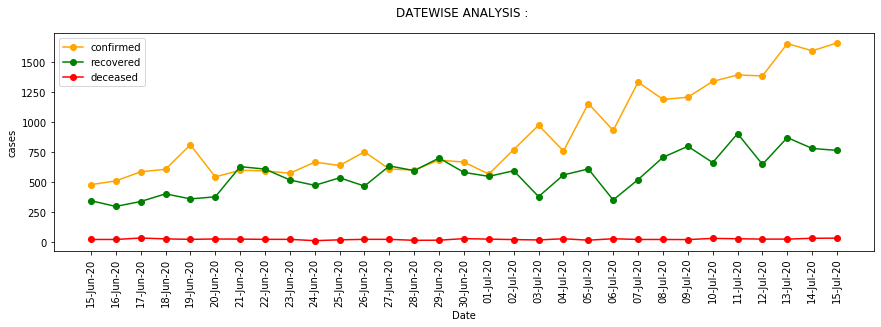 DATEWISE ANALYSIS :
confirmed
recovered
deceased
cases
1500
1250
1000
750
500
250
0
15-Jun-20
16-Jun-20
17-Jun-20
18-Jun-20
19-Jun-20
20-Jun-20
21-Jun-20
22-Jun-20
23-Jun-20
24-Jun-20
25-Jun-20
26-Jun-20
27-Jun-20
28-Jun-20
29-Jun-20
30-Jun-20
01-Jul-20
02-Jul-20
03-Jul-20
04-Jul-20
05-Jul-20
06-Jul-20
07-Jul-20
08-Jul-20
09-Jul-20
10-Jul-20
11-Jul-20
12-Jul-20
13-Jul-20
14-Jul-20
15-Jul-20
Date